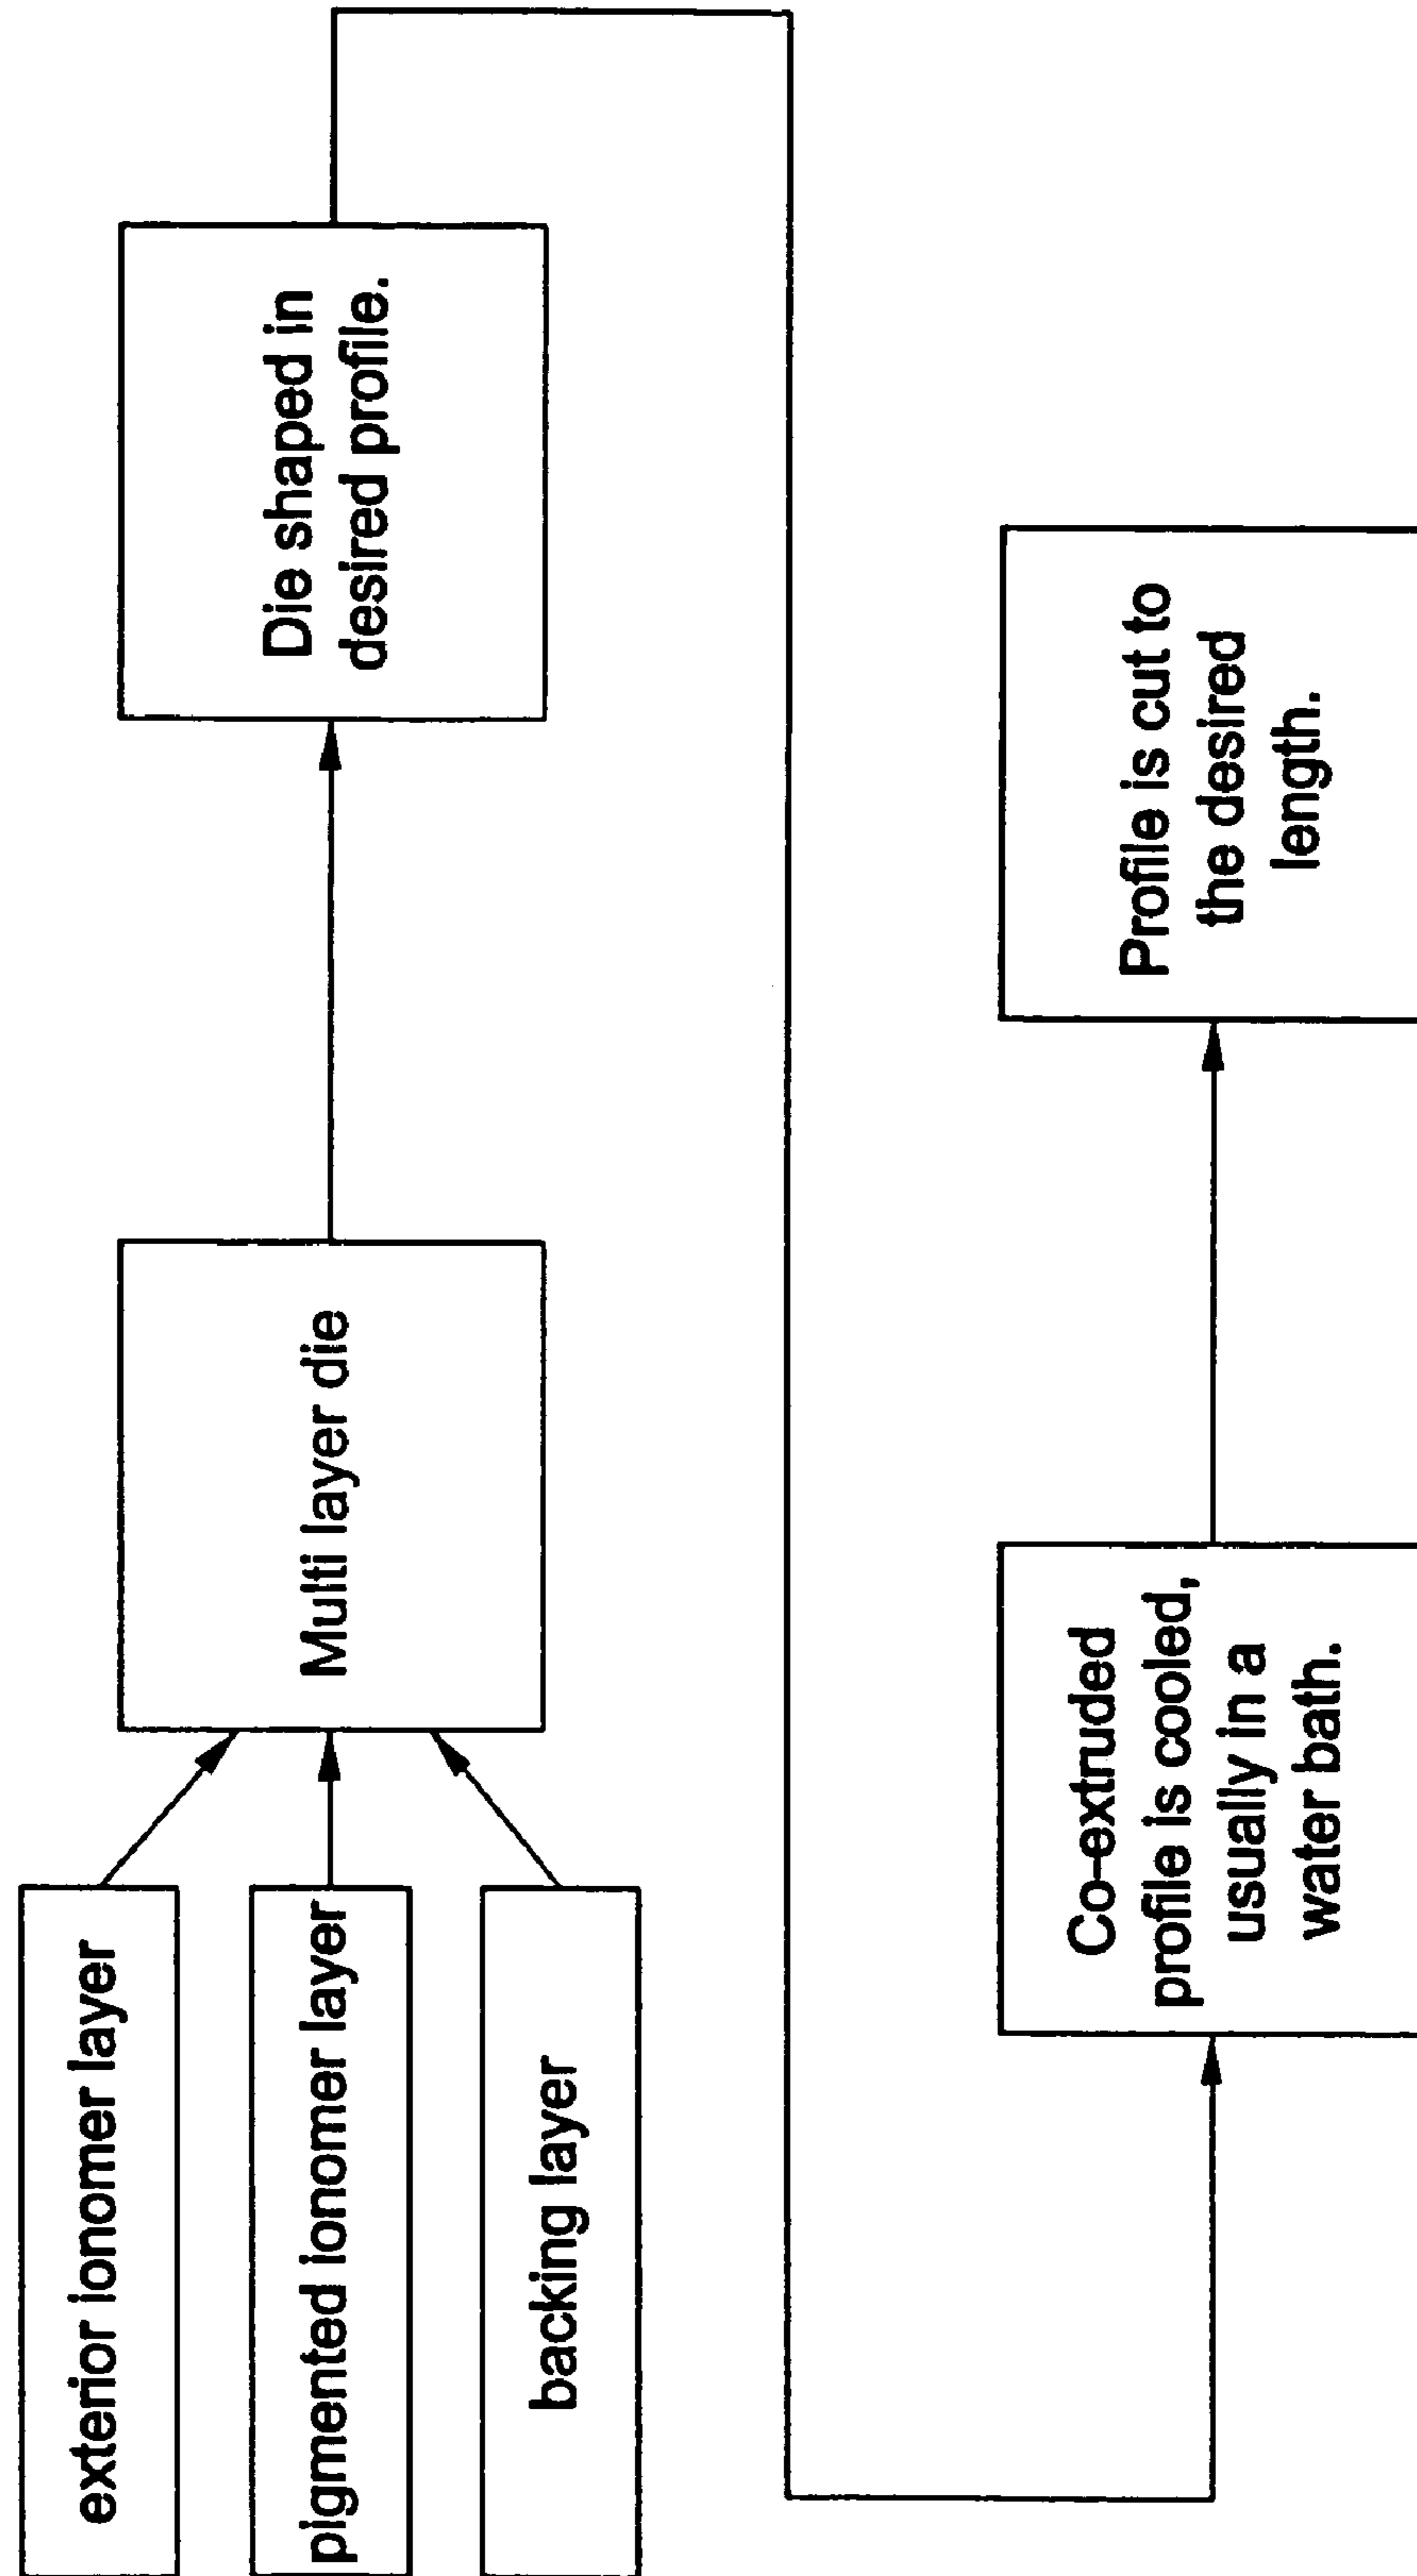 exterior ionomer layer
pigmented ionomer layer
backing layer
Multi layer die
Die shaped in
desired profile.
Co-extruded
profile is cooled,
usually in a
water bath.
Profile is cut to
the desired
length.